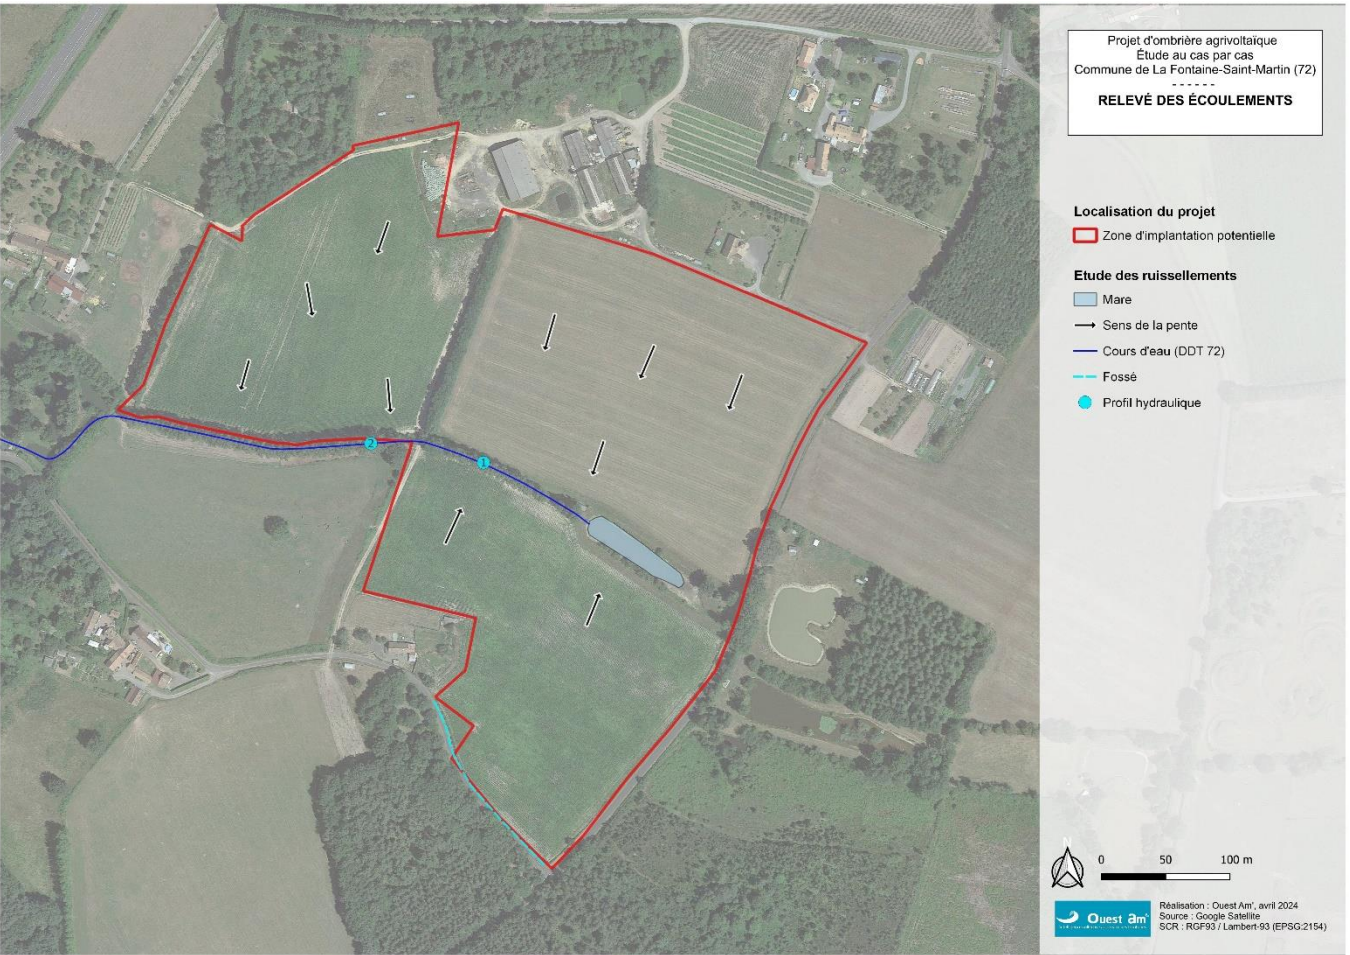 Projet d'ombrière agrivoltaïque
Étude au cas par cas
Commune de La Fontaine-Saint-Martin (72)
- - - - - -
RELEVÉ DES ÉCOULEMENTS
Localisation du projet
Zone d'implantation potentielle
Etude des ruissellements
Mare
Sens de la pente
Cours d'eau (DDT 72)
Fossé
Profil hydraulique
2
1
N
0 50 100 m
Ouest am'
Réalisation : Ouest Am', avril 2024
Source : Google Satellite
SCR : RGF93 / Lambert-93 (EPSG:2154)